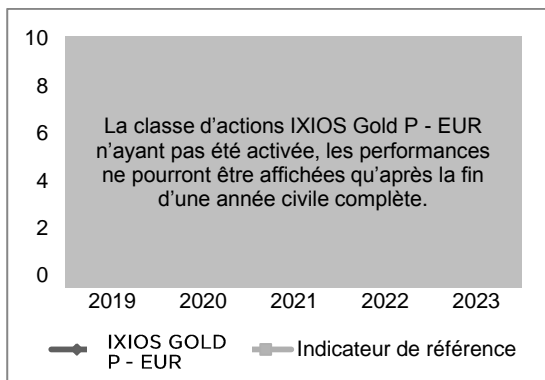 10
8
6
4
2
0
La classe d'actions IXIOS Gold P - EUR
n'ayant pas été activée, les performances
ne pourront être affichées qu'après la fin
d'une année civile complète.
2019 2020 2021 2022 2023
IXIOS GOLD
P - EUR
Indicateur de référence